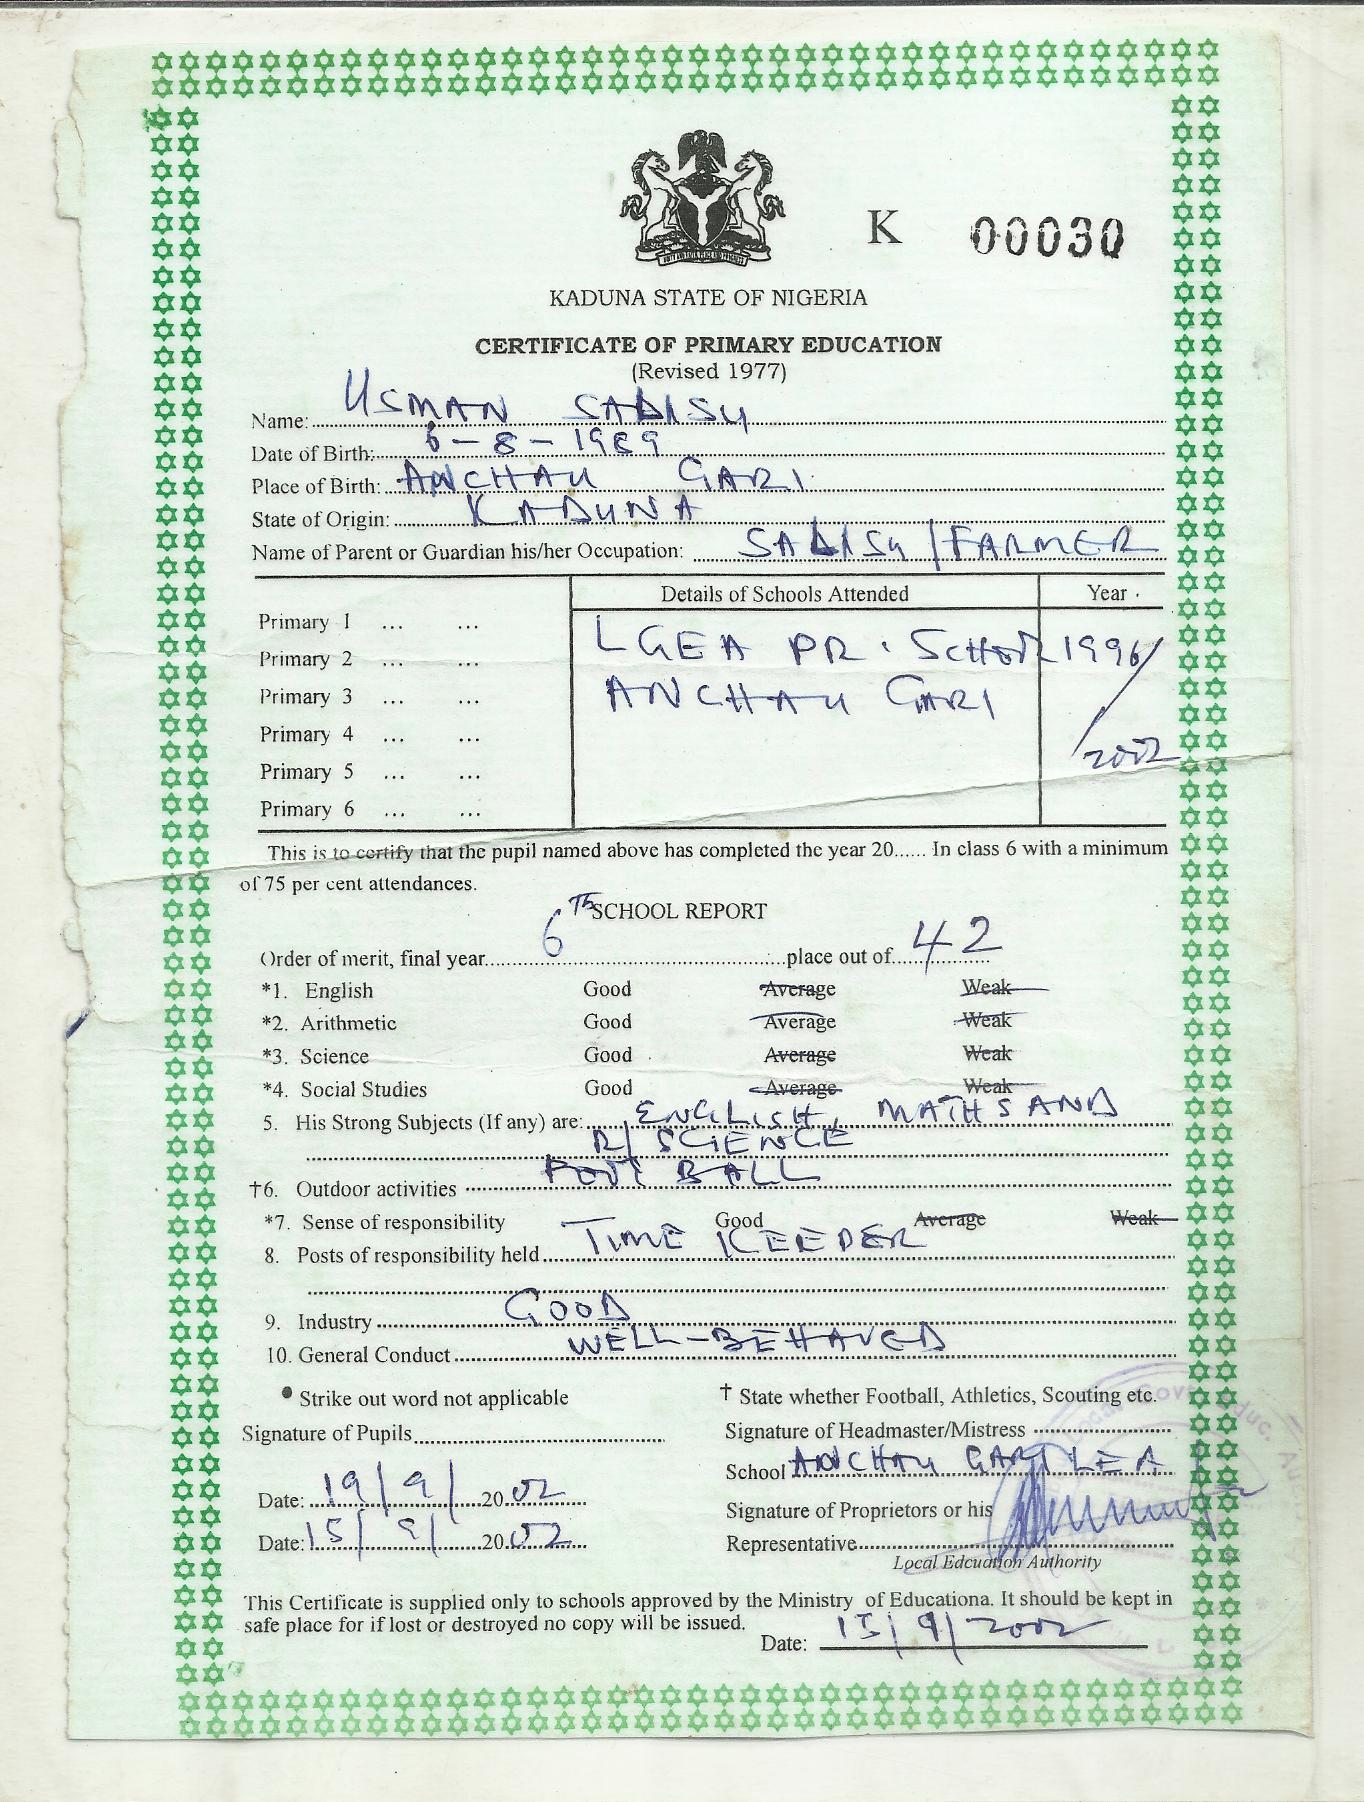 K 00030
KADUNA STATE OF NIGERIA
CERTIFICATE OF PRIMARY EDUCATION
(Revised 1977)
Name: USMAN SADISU
Date of Birth: 6-8-1989
Place of Birth: ANCHAU GARI
State of Origin: KADUNA
Name of Parent or Guardian his/her Occupation: SADISU / FARMER
Details of Schools Attended Year
Primary 1 ... ...
Primary 2 ... ... LGEA PR. SCHOOL 1996/
Primary 3 ... ... ANCHAU GARI
Primary 4 ... ...
Primary 5 ... ... 2002
Primary 6 ... ...
This is to certify that the pupil named above has completed the year 20...... In class 6 with a minimum
of 75 per cent attendances.
SCHOOL REPORT
Order of merit, final year 6TH place out of 42
*1. English Good Average Weak
*2. Arithmetic Good Average Weak
*3. Science Good Average Weak
*4. Social Studies Good Average Weak
5. His Strong Subjects (If any) are: ENGLISH, MATHS AND
R/SCIENCE
†6. Outdoor activities FOOT BALL
*7. Sense of responsibility Good Average Weak
8. Posts of responsibility held TIME KEEPER
9. Industry GOOD
10. General Conduct WELL-BEHAVED
• Strike out word not applicable † State whether Football, Athletics, Scouting etc.
Signature of Pupils Signature of Headmaster/Mistress
School ANCHAU GARI LEA
Date: 19/9/2002 Signature of Proprietors or his
Date: 15/9/2002 Representative
Local Edcuation Authority
This Certificate is supplied only to schools approved by the Ministry of Educationa. It should be kept in
safe place for if lost or destroyed no copy will be issued.
Date: 15/9/2002